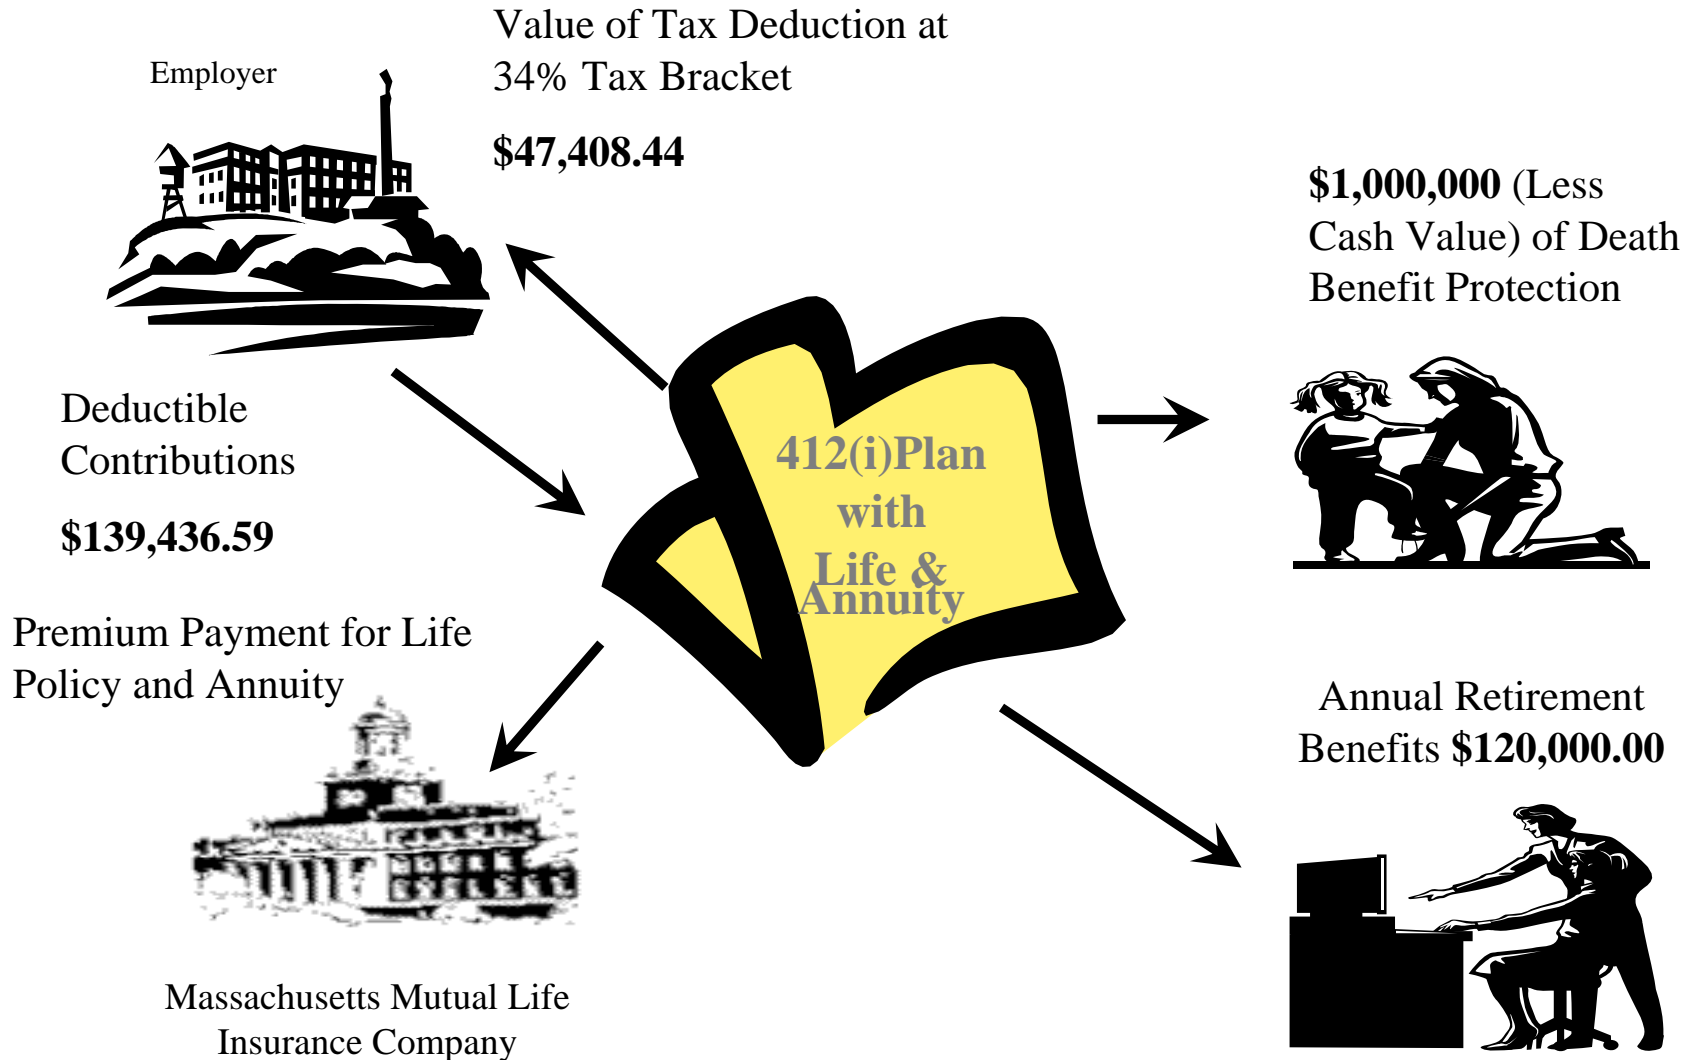 Employer
Value of Tax Deduction at
34% Tax Bracket
$47,408.44
$1,000,000 (Less
Cash Value) of Death
Benefit Protection
Deductible
Contributions
$139,436.59
412(i)Plan
with
Life &
Annuity
Premium Payment for Life
Policy and Annuity
Annual Retirement
Benefits $120,000.00
Massachusetts Mutual Life
Insurance Company